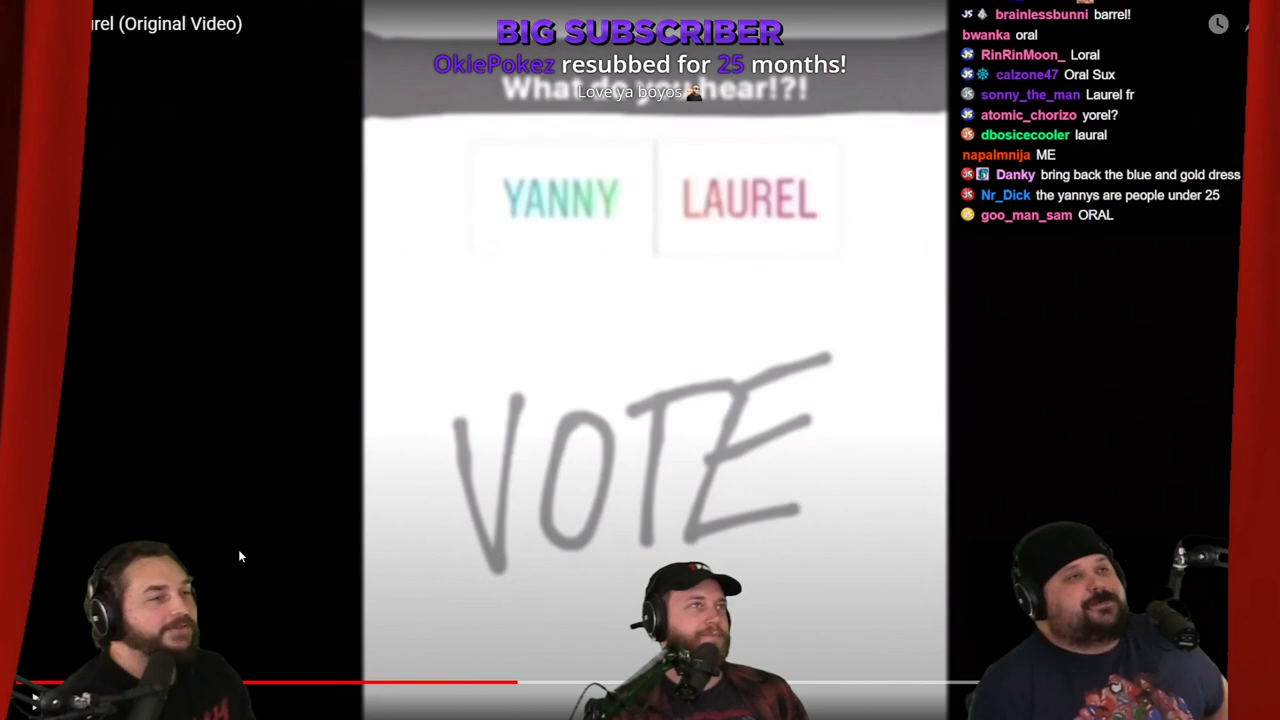 urel (Original Video)
BIG SUBSCRIBER
OkiePokez resubbed for 25 months!
What do you hear!?!
Love ya boyos
YANNY
LAUREL
VOTE
brainlessbunni barrel!
bwanka oral
RinRinMoon_ Loral
calzone47 Oral Sux
sonny_the_man Laurel fr
atomic_chorizo yorel?
dbosicecooler laural
napalmnija ME
Danky bring back the blue and gold dress
Nr_Dick the yannys are people under 25
goo_man_sam ORAL